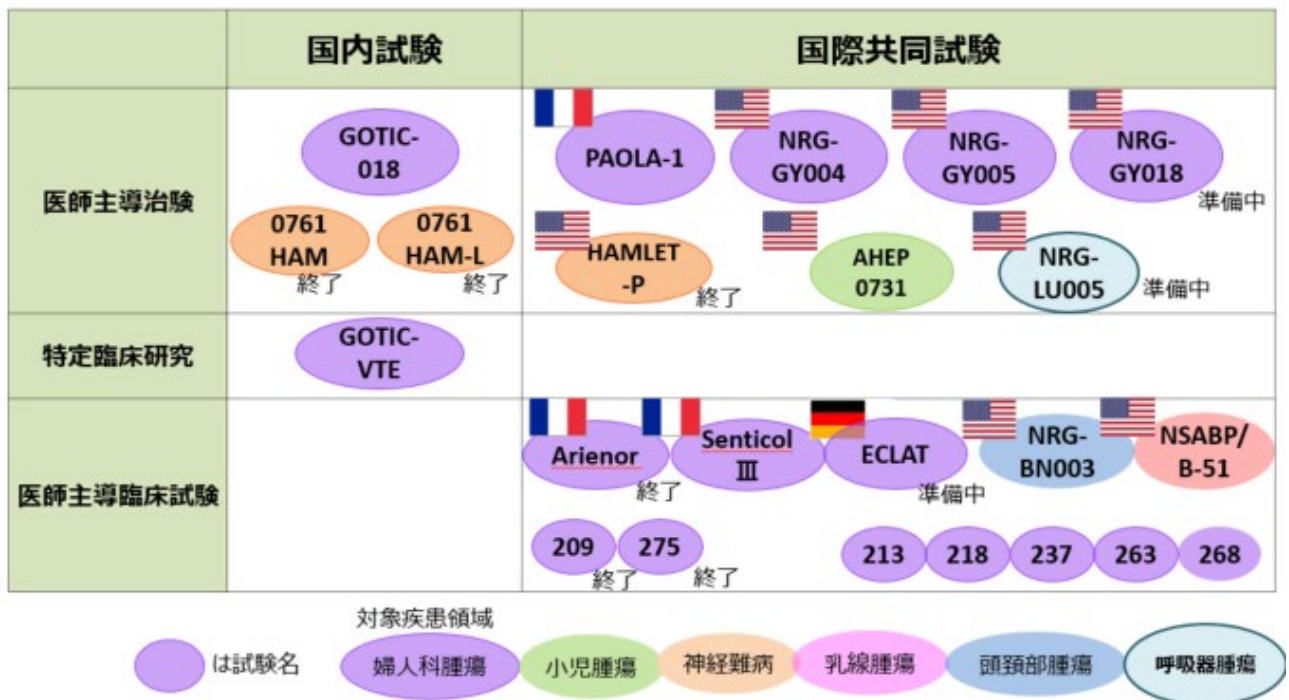 国内試験
国際共同試験
医師主導治験
GOTIC-
018
0761
HAM
終了
0761
HAM-L
終了
PAOLA-1
NRG-
GY004
NRG-
GY005
NRG-
GY018
準備中
HAMLET
-P
終了
AHEP
0731
NRG-
LU005
準備中
特定臨床研究
GOTIC-
VTE
医師主導臨床試験
Arienor
終了
Senticol
Ⅲ
ECLAT
準備中
NRG-
BN003
NSABP/
B-51
209
終了
275
終了
213
218
237
263
268
対象疾患領域
は試験名
婦人科腫瘍
小児腫瘍
神経難病
乳線腫瘍
頭頚部腫瘍
呼吸器腫瘍